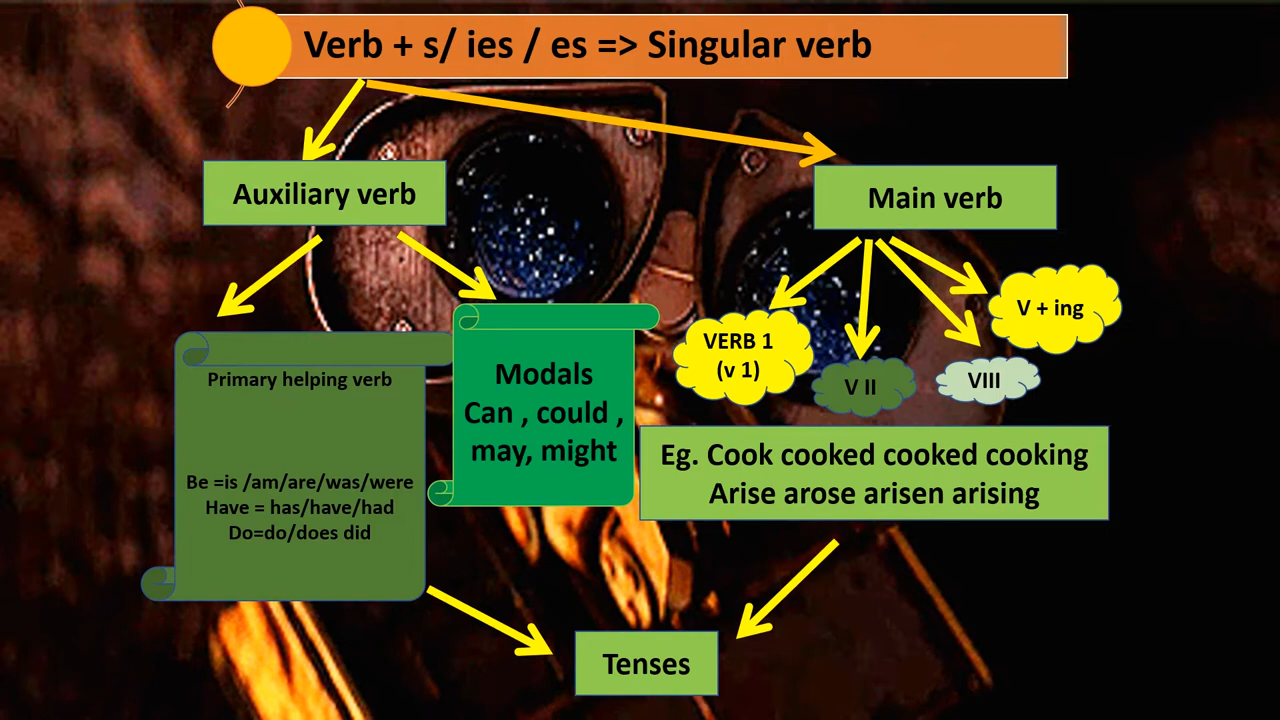 Verb + s/ ies / es => Singular verb
Auxiliary verb
Main verb
Primary helping verb
Be =is /am/are/was/were
Have = has/have/had
Do=do/does did
Modals
Can , could ,
may, might
VERB 1
(v 1)
V II
VIII
V + ing
Eg. Cook cooked cooked cooking
Arise arose arisen arising
Tenses